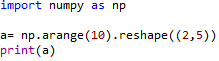 import numpy as np
a= np.arange(10).reshape((2,5))
print(a)